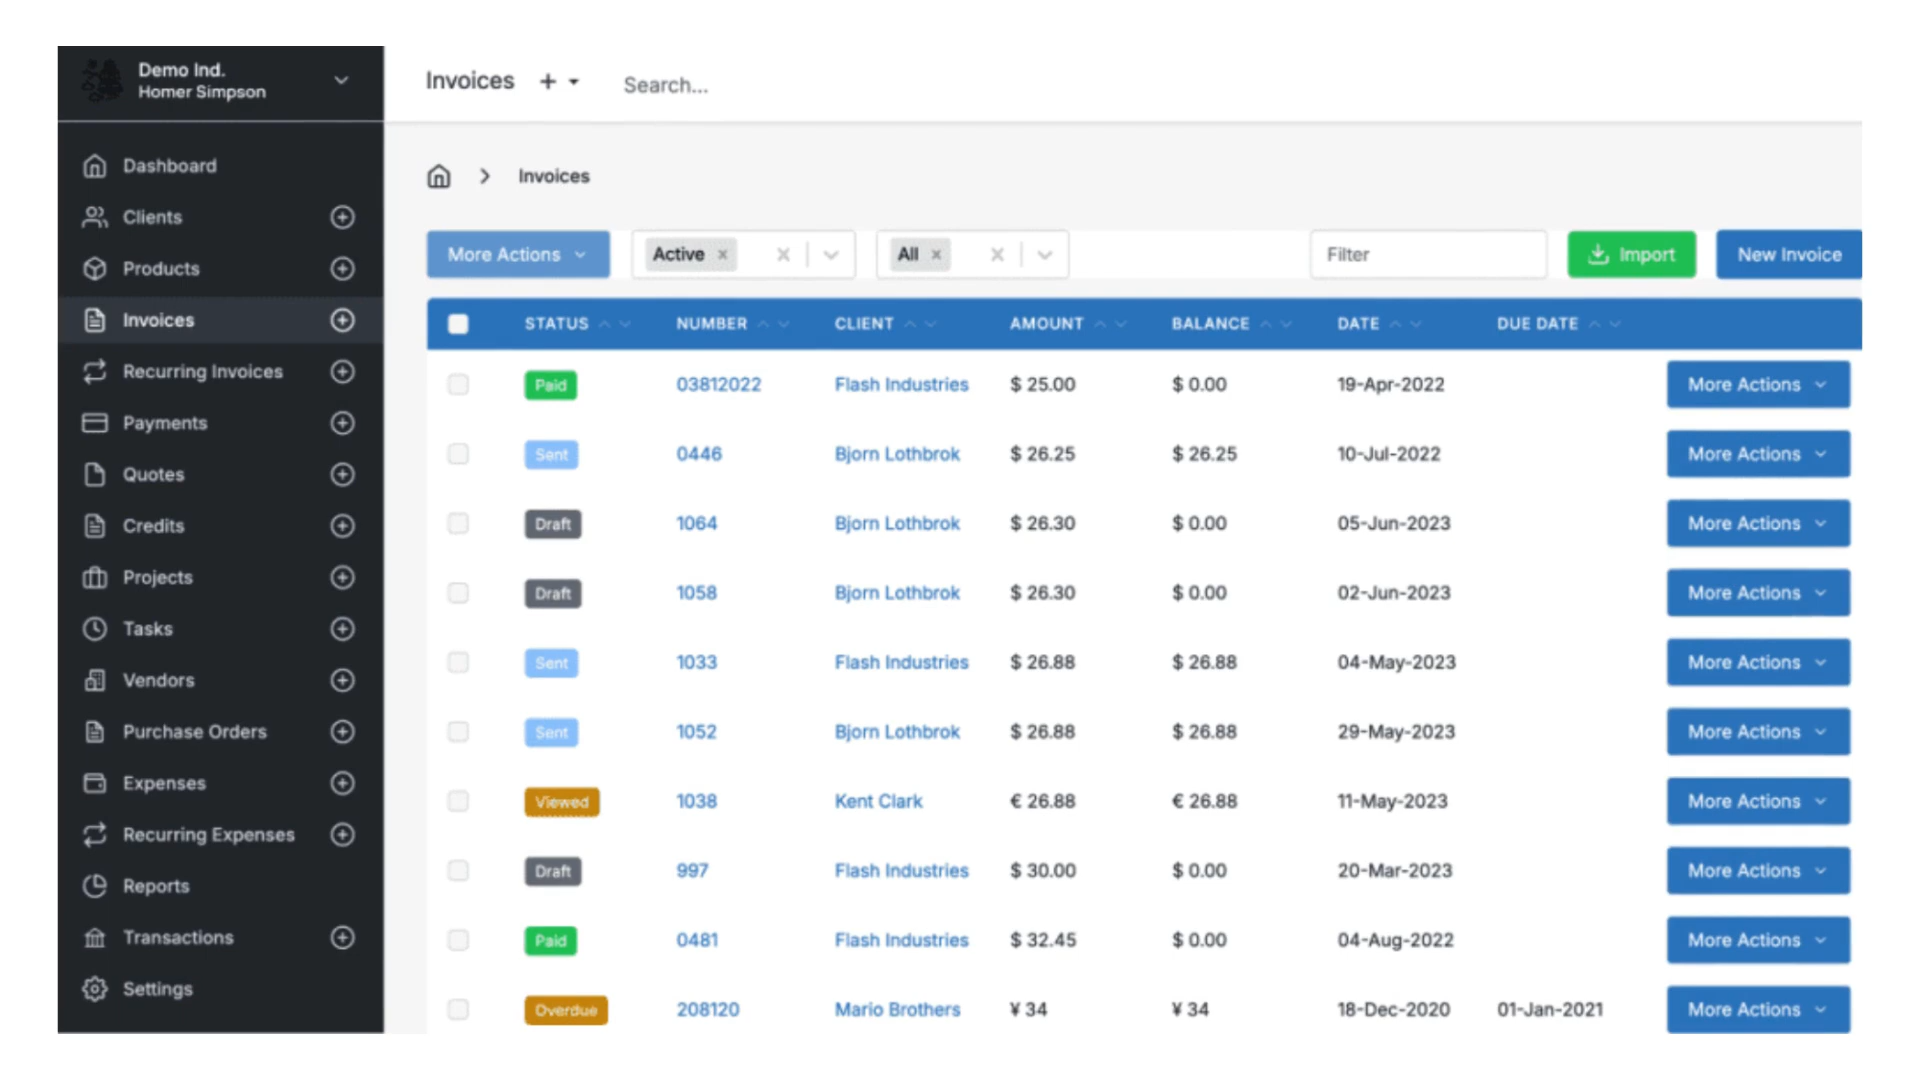 Demo Ind.
Homer Simpson
Invoices
Search...
Dashboard
Clients
Products
Invoices
Recurring Invoices
Payments
Quotes
Credits
Projects
Tasks
Vendors
Purchase Orders
Expenses
Recurring Expenses
Reports
Transactions
Settings
Invoices
More Actions Active All Filter Import New Invoice
STATUS NUMBER CLIENT AMOUNT BALANCE DATE DUE DATE
Paid 03812022 Flash Industries $ 25.00 $ 0.00 19-Apr-2022 More Actions
Sent 0446 Bjorn Lothbrok $ 26.25 $ 26.25 10-Jul-2022 More Actions
Draft 1064 Bjorn Lothbrok $ 26.30 $ 0.00 05-Jun-2023 More Actions
Draft 1058 Bjorn Lothbrok $ 26.30 $ 0.00 02-Jun-2023 More Actions
Sent 1033 Flash Industries $ 26.88 $ 26.88 04-May-2023 More Actions
Sent 1052 Bjorn Lothbrok $ 26.88 $ 26.88 29-May-2023 More Actions
Viewed 1038 Kent Clark € 26.88 € 26.88 11-May-2023 More Actions
Draft 997 Flash Industries $ 30.00 $ 0.00 20-Mar-2023 More Actions
Paid 0481 Flash Industries $ 32.45 $ 0.00 04-Aug-2022 More Actions
Overdue 208120 Mario Brothers ¥ 34 ¥ 34 18-Dec-2020 01-Jan-2021 More Actions